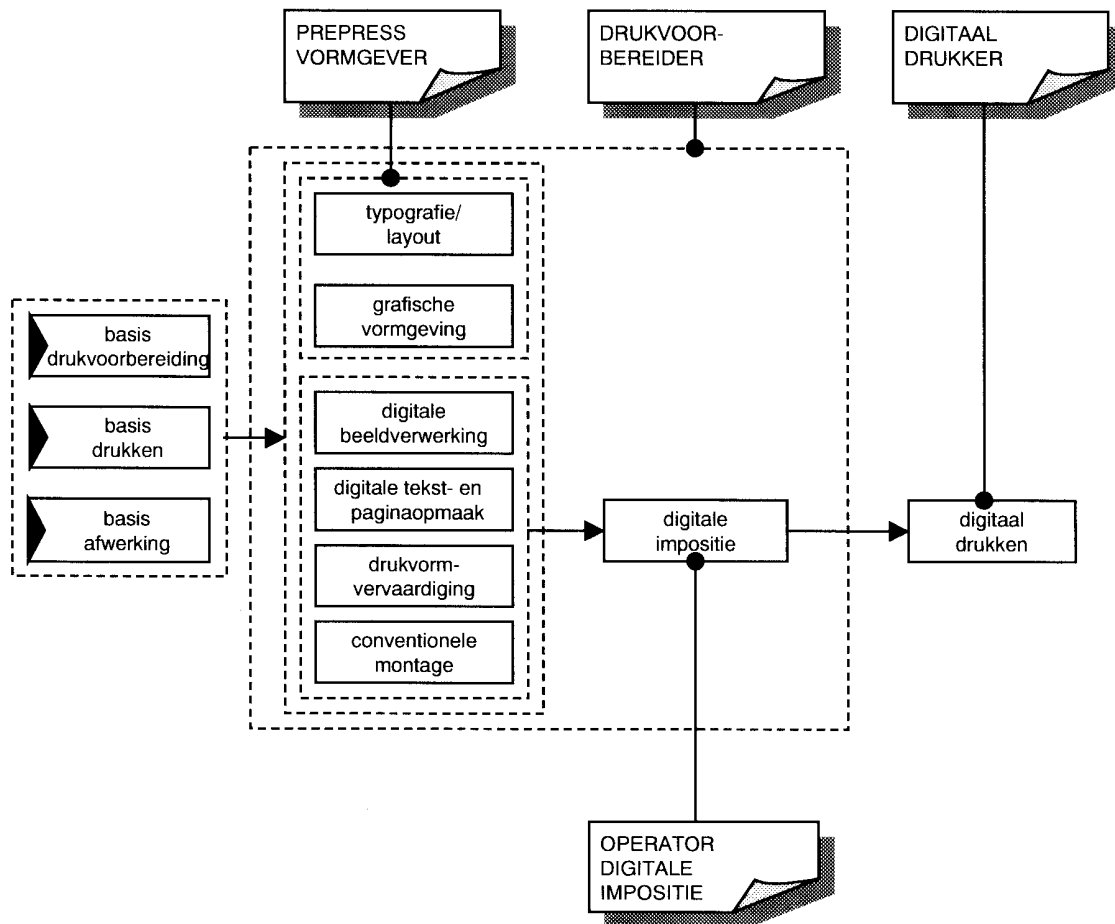 PREPRESS
VORMGEVER
DRUKVOOR-
BEREIDER
DIGITAAL
DRUKKER
typografie/
layout
grafische
vormgeving
basis
drukvoorbereiding
basis
drukken
basis
afwerking
digitale
beeldverwerking
digitale tekst- en
paginaopmaak
drukvorm-
vervaardiging
conventionele
montage
digitale
impositie
digitaal
drukken
OPERATOR
DIGITALE
IMPOSITIE